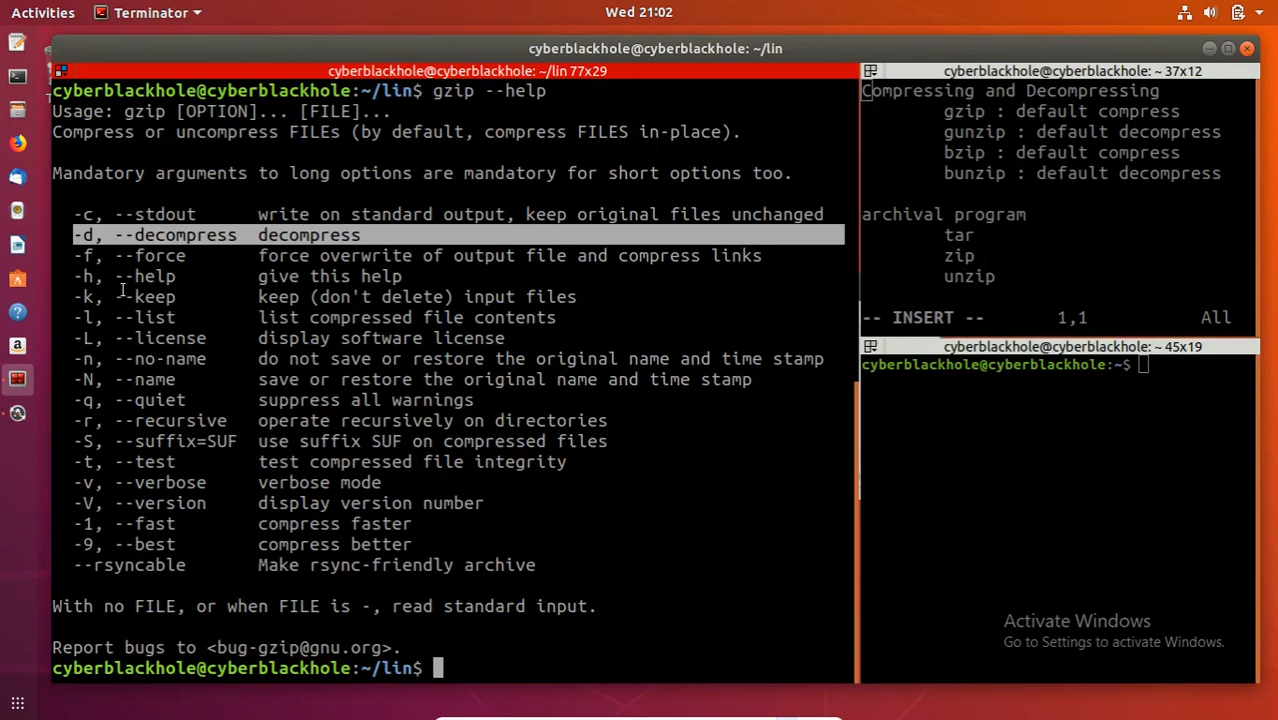 Activities
Terminator
Wed 21:02
cyberblackhole@cyberblackhole: ~/lin
cyberblackhole@cyberblackhole: ~/lin 77x29
cyberblackhole@cyberblackhole:~/lin$ gzip --help
Usage: gzip [OPTION]... [FILE]...
Compress or uncompress FILEs (by default, compress FILES in-place).
Mandatory arguments to long options are mandatory for short options too.
-c, --stdout write on standard output, keep original files unchanged
-d, --decompress decompress
-f, --force force overwrite of output file and compress links
-h, --help give this help
-k, --keep keep (don't delete) input files
-l, --list list compressed file contents
-L, --license display software license
-n, --no-name do not save or restore the original name and time stamp
-N, --name save or restore the original name and time stamp
-q, --quiet suppress all warnings
-r, --recursive operate recursively on directories
-S, --suffix=SUF use suffix SUF on compressed files
-t, --test test compressed file integrity
-v, --verbose verbose mode
-V, --version display version number
-1, --fast compress faster
-9, --best compress better
--rsyncable Make rsync-friendly archive
With no FILE, or when FILE is -, read standard input.
Report bugs to <bug-gzip@gnu.org>.
cyberblackhole@cyberblackhole:~/lin$
cyberblackhole@cyberblackhole: ~ 37x12
Compressing and Decompressing
gzip : default compress
gunzip : default decompress
bzip : default compress
bunzip : default decompress
archival program
tar
zip
unzip
-- INSERT -- 1,1 All
cyberblackhole@cyberblackhole: ~ 45x19
cyberblackhole@cyberblackhole:~$
Activate Windows
Go to Settings to activate Windows.